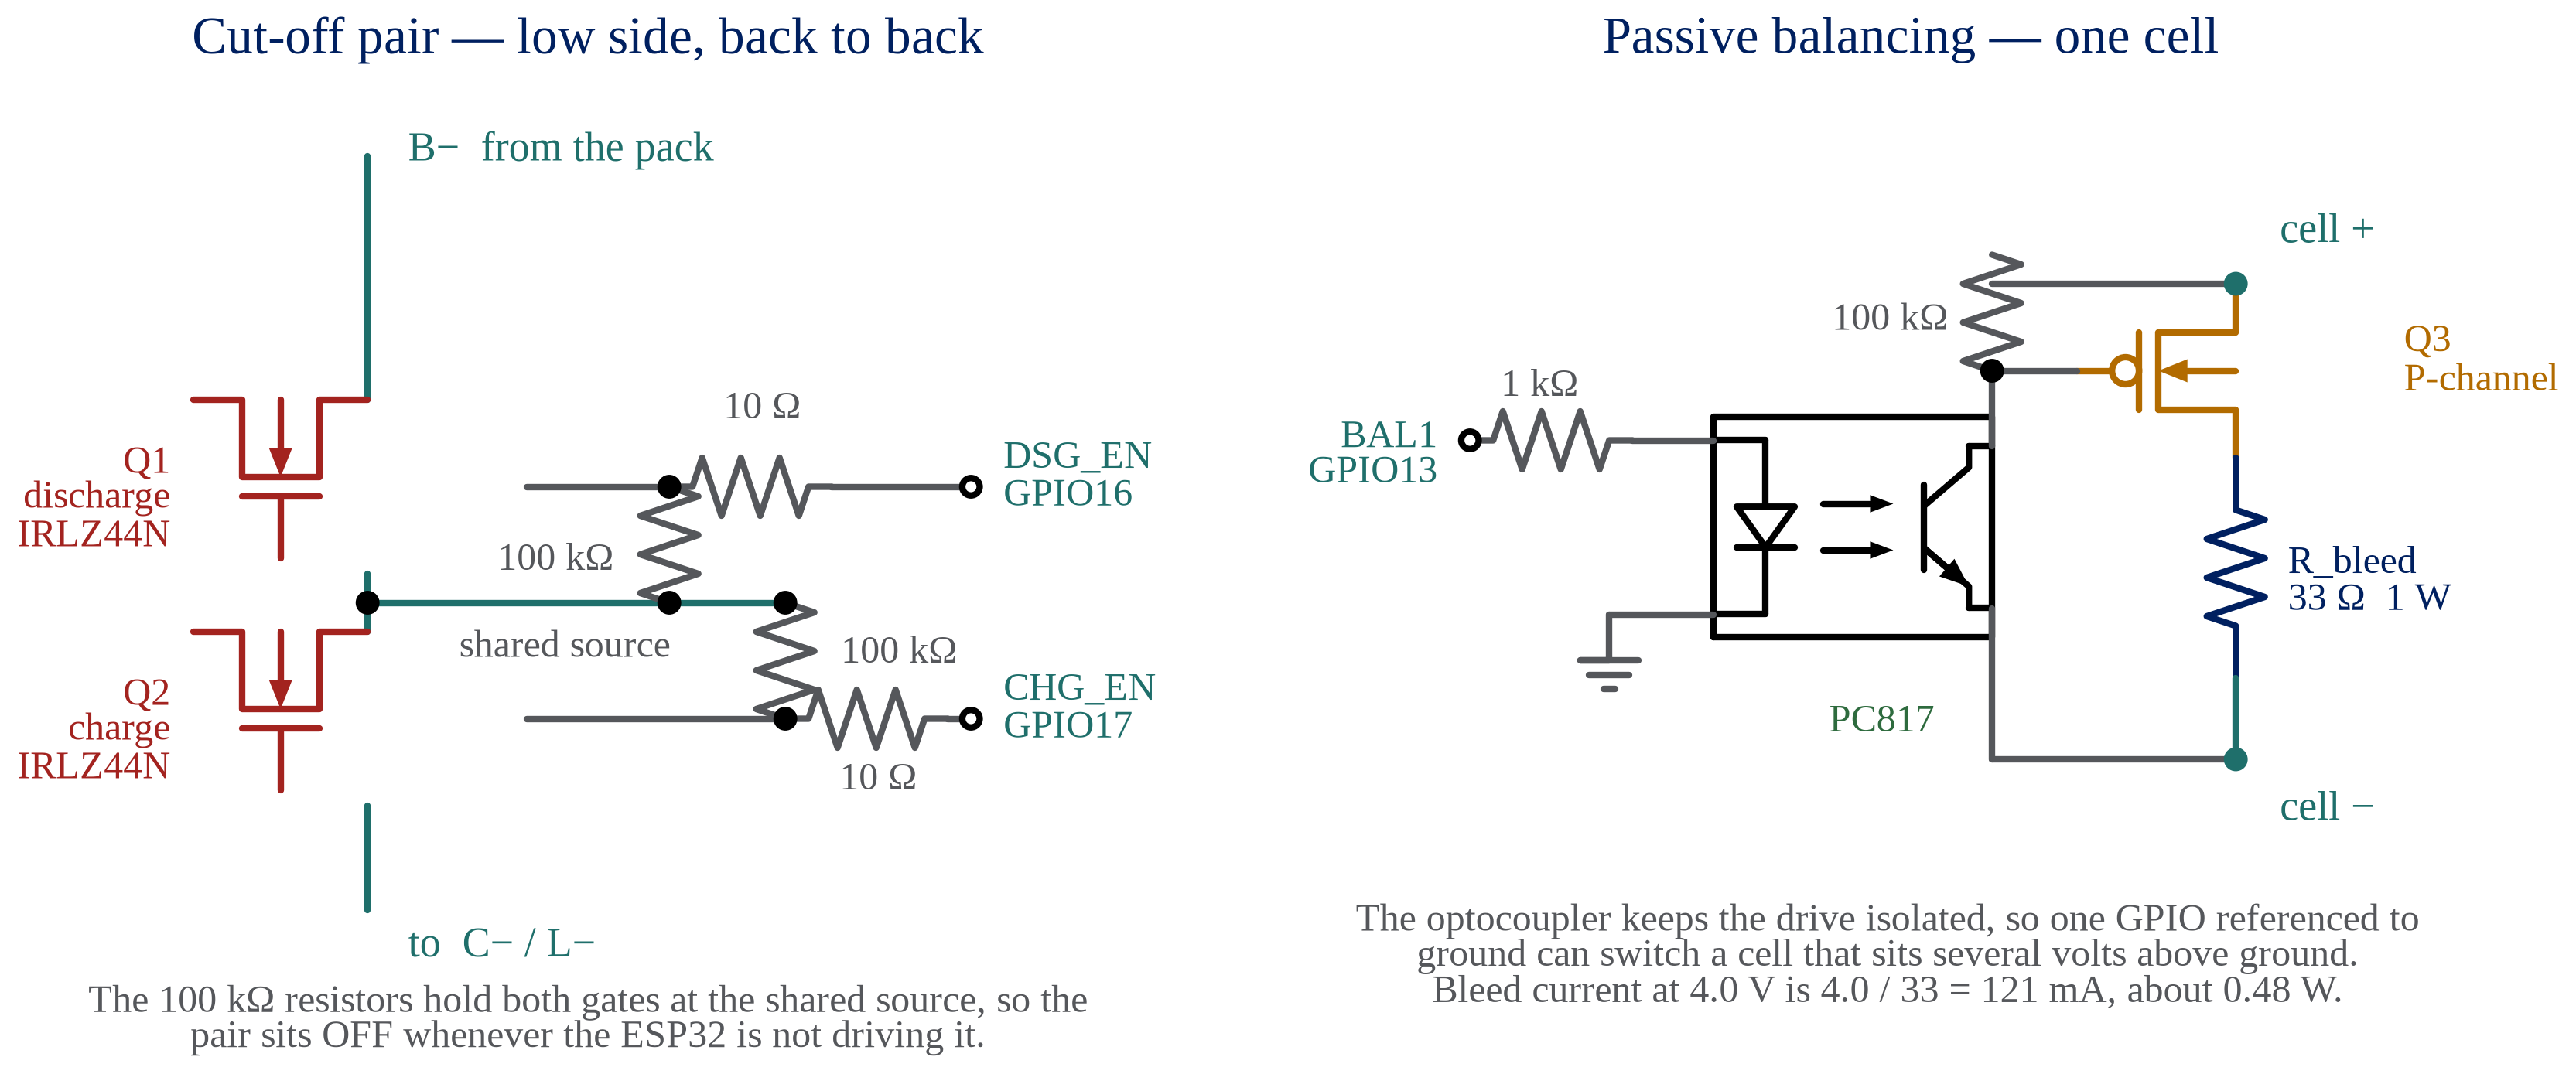 Cut-off pair — low side, back to back
B− from the pack
Q1
discharge
IRLZ44N
10 Ω
DSG_EN
GPIO16
100 kΩ
shared source
Q2
charge
IRLZ44N
100 kΩ
CHG_EN
GPIO17
10 Ω
to C− / L−
The 100 kΩ resistors hold both gates at the shared source, so the
pair sits OFF whenever the ESP32 is not driving it.
Passive balancing — one cell
cell +
100 kΩ
Q3
P-channel
1 kΩ
BAL1
GPIO13
R_bleed
33 Ω 1 W
PC817
cell −
The optocoupler keeps the drive isolated, so one GPIO referenced to
ground can switch a cell that sits several volts above ground.
Bleed current at 4.0 V is 4.0 / 33 = 121 mA, about 0.48 W.